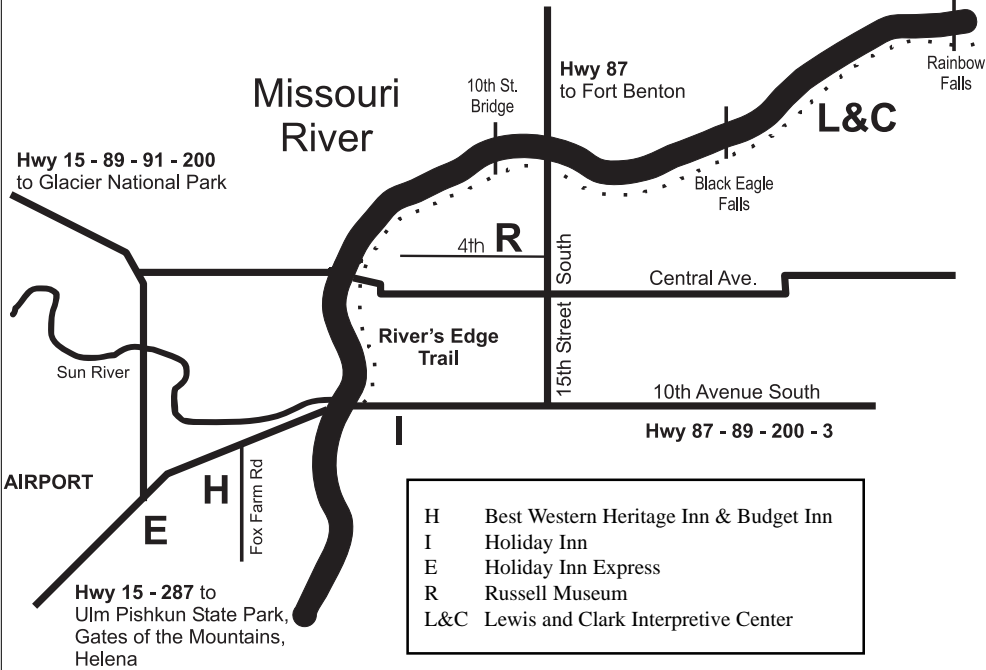 Missouri
River
10th St.
Bridge
Hwy 87
to Fort Benton
Rainbow
Falls
L&C
Hwy 15 - 89 - 91 - 200
to Glacier National Park
Black Eagle
Falls
4th
R
15th Street South
Central Ave.
River's Edge
Trail
Sun River
10th Avenue South
Hwy 87 - 89 - 200 - 3
I
AIRPORT
H
Fox Farm Rd
E
Hwy 15 - 287 to
Ulm Pishkun State Park,
Gates of the Mountains,
Helena
H Best Western Heritage Inn & Budget Inn
I Holiday Inn
E Holiday Inn Express
R Russell Museum
L&C Lewis and Clark Interpretive Center